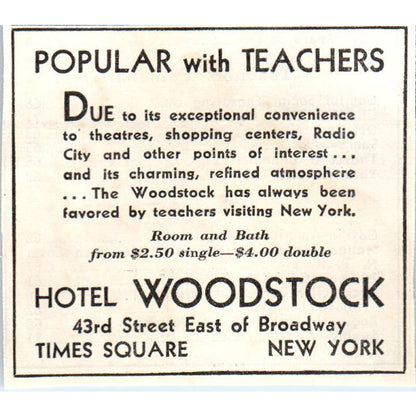 POPULAR with TEACHERS
DUE to its exceptional convenience
to theatres, shopping centers, Radio
City and other points of interest...
and its charming, refined atmosphere
...The Woodstock has always been
favored by teachers visiting New York.
Room and Bath
from $2.50 single—$4.00 double
HOTEL WOODSTOCK
43rd Street East of Broadway
TIMES SQUARE NEW YORK